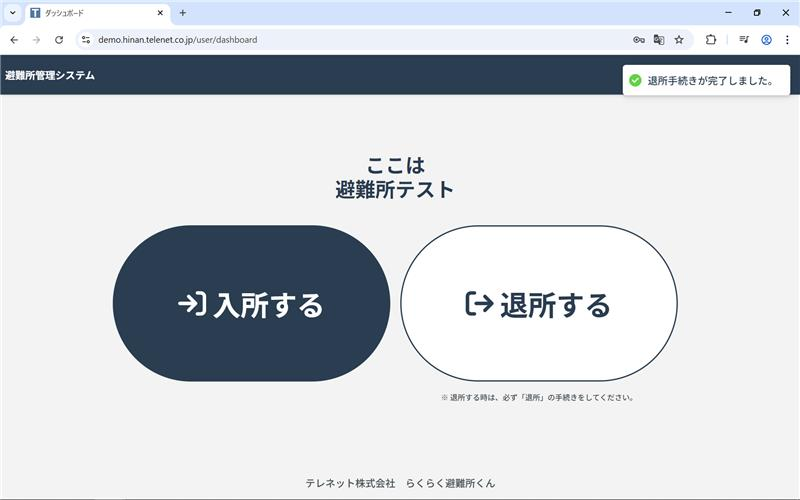 ダッシュボード
demo.hinan.telenet.co.jp/user/dashboard
避難所管理システム
退所手続きが完了しました。
ここは
避難所テスト
入所する
退所する
※ 退所する時は、必ず「退所」の手続きをしてください。
テレネット株式会社　らくらく避難所くん